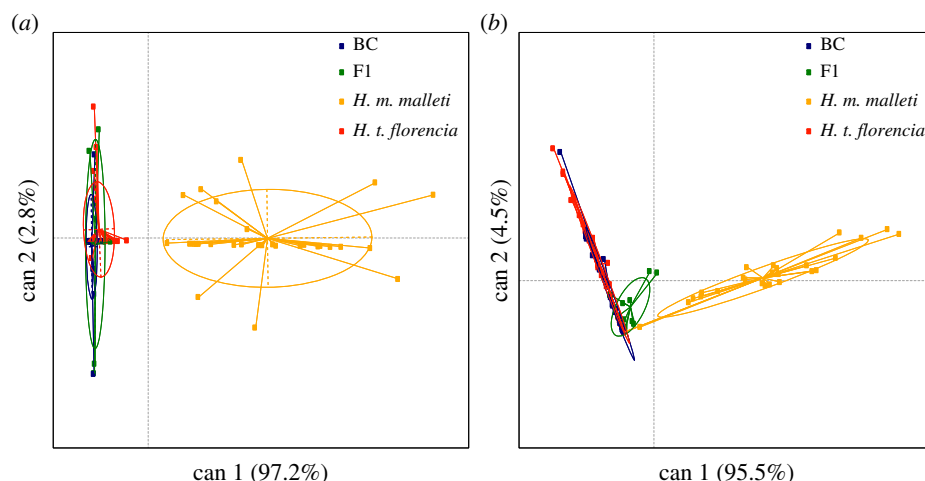 (a)
BC
F1
H. m. malleti
H. t. florencia
can 2 (2.8%)
can 1 (97.2%)
(b)
BC
F1
H. m. malleti
H. t. florencia
can 2 (4.5%)
can 1 (95.5%)